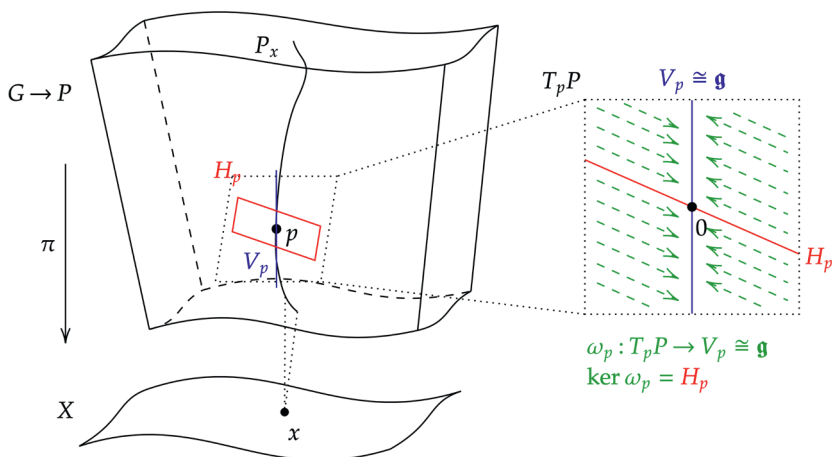 P_x
G → P
T_pP
V_p ≅ 𝖌
H_p
π
p
V_p
0
H_p
ω_p : T_pP → V_p ≅ 𝖌
ker ω_p = H_p
X
x